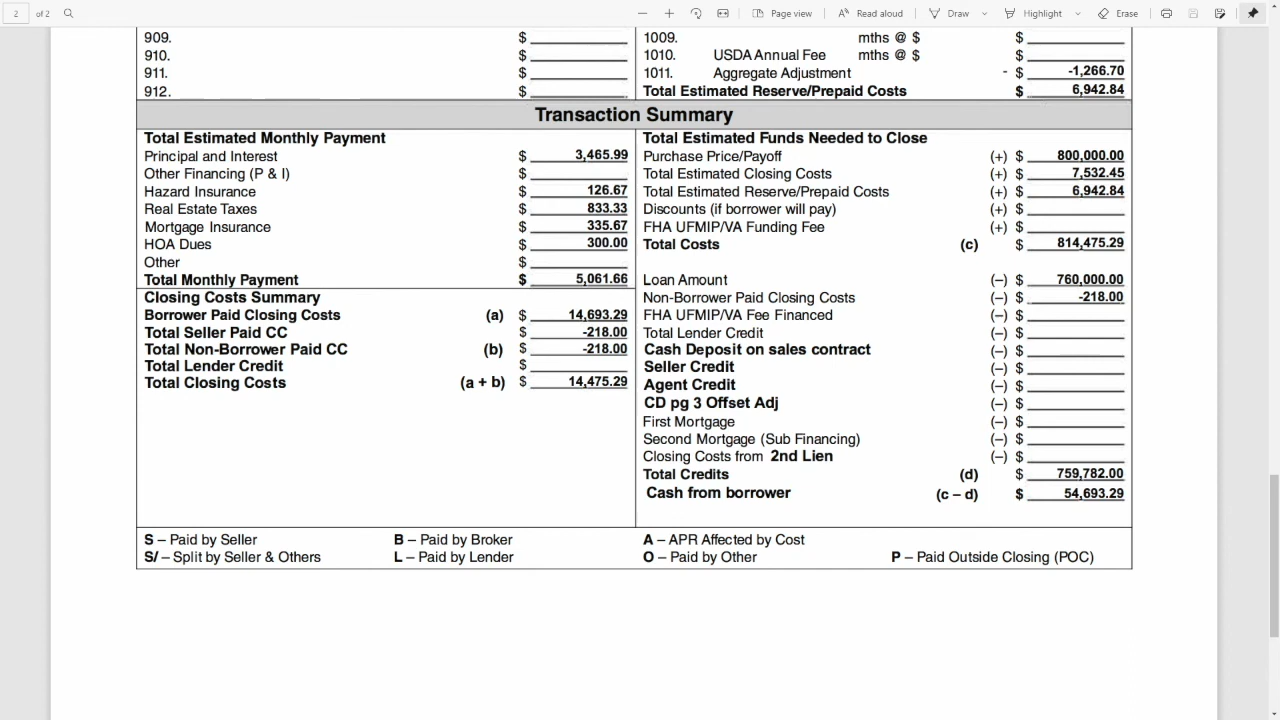 2 of 2 Page view Read aloud Draw Highlight Erase
909. $
910. $
911. $
912. $
1009. mths @ $ $
1010. USDA Annual Fee mths @ $ $
1011. Aggregate Adjustment - $ -1,266.70
Total Estimated Reserve/Prepaid Costs $ 6,942.84
Transaction Summary
Total Estimated Monthly Payment
Principal and Interest $ 3,465.99
Other Financing (P & I) $
Hazard Insurance $ 126.67
Real Estate Taxes $ 833.33
Mortgage Insurance $ 335.67
HOA Dues $ 300.00
Other $
Total Monthly Payment $ 5,061.66
Closing Costs Summary
Borrower Paid Closing Costs (a) $ 14,693.29
Total Seller Paid CC $ -218.00
Total Non-Borrower Paid CC (b) $ -218.00
Total Lender Credit $
Total Closing Costs (a + b) $ 14,475.29
Total Estimated Funds Needed to Close
Purchase Price/Payoff (+) $ 800,000.00
Total Estimated Closing Costs (+) $ 7,532.45
Total Estimated Reserve/Prepaid Costs (+) $ 6,942.84
Discounts (if borrower will pay) (+) $
FHA UFMIP/VA Funding Fee (+) $
Total Costs (c) $ 814,475.29
Loan Amount (–) $ 760,000.00
Non-Borrower Paid Closing Costs (–) $ -218.00
FHA UFMIP/VA Fee Financed (–) $
Total Lender Credit (–) $
Cash Deposit on sales contract (–) $
Seller Credit (–) $
Agent Credit (–) $
CD pg 3 Offset Adj (–) $
First Mortgage (–) $
Second Mortgage (Sub Financing) (–) $
Closing Costs from 2nd Lien (–) $
Total Credits (d) $ 759,782.00
Cash from borrower (c – d) $ 54,693.29
S – Paid by Seller B – Paid by Broker A – APR Affected by Cost
S/ – Split by Seller & Others L – Paid by Lender O – Paid by Other P – Paid Outside Closing (POC)